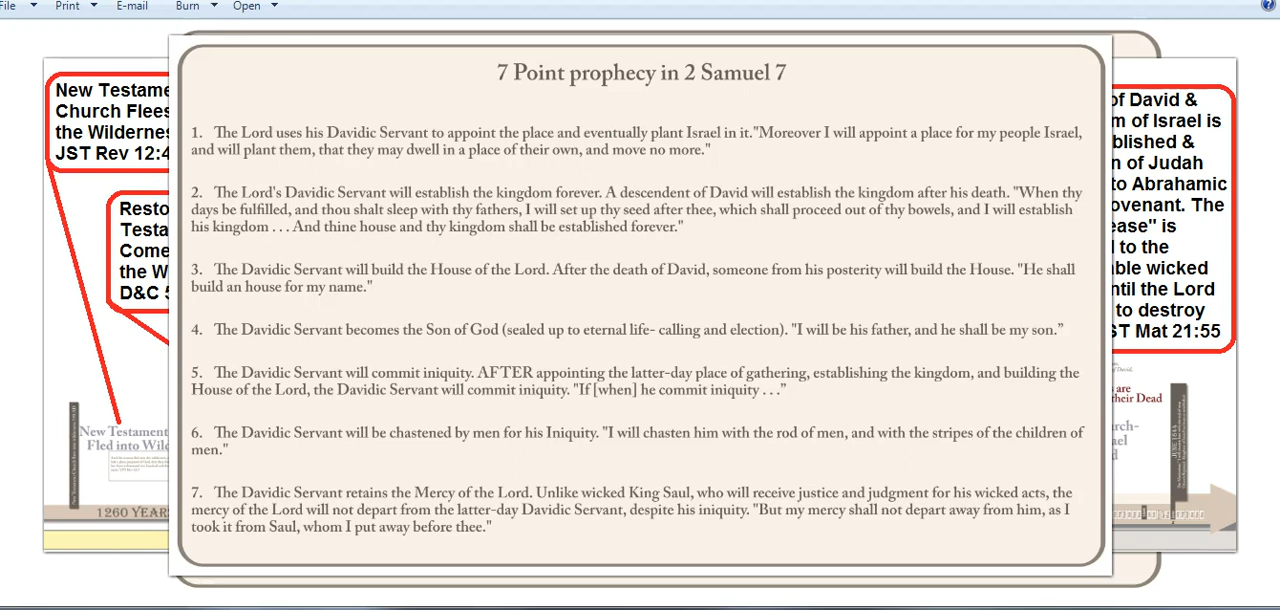 File Print E-mail Burn Open
7 Point prophecy in 2 Samuel 7
1. The Lord uses his Davidic Servant to appoint the place and eventually plant Israel in it."Moreover I will appoint a place for my people Israel,
and will plant them, that they may dwell in a place of their own, and move no more."
2. The Lord's Davidic Servant will establish the kingdom forever. A descendent of David will establish the kingdom after his death. "When thy
days be fulfilled, and thou shalt sleep with thy fathers, I will set up thy seed after thee, which shall proceed out of thy bowels, and I will establish
his kingdom . . . And thine house and thy kingdom shall be established forever."
3. The Davidic Servant will build the House of the Lord. After the death of David, someone from his posterity will build the House. "He shall
build an house for my name."
4. The Davidic Servant becomes the Son of God (sealed up to eternal life- calling and election). "I will be his father, and he shall be my son.”
5. The Davidic Servant will commit iniquity. AFTER appointing the latter-day place of gathering, establishing the kingdom, and building the
House of the Lord, the Davidic Servant will commit iniquity. "If [when] he commit iniquity . . .”
6. The Davidic Servant will be chastened by men for his Iniquity. "I will chasten him with the rod of men, and with the stripes of the children of
men."
7. The Davidic Servant retains the Mercy of the Lord. Unlike wicked King Saul, who will receive justice and judgment for his wicked acts, the
mercy of the Lord will not depart from the latter-day Davidic Servant, despite his iniquity. "But my mercy shall not depart away from him, as I
took it from Saul, whom I put away before thee."
New Testame
Church Flees
the Wildernes
JST Rev 12:4
Resto
Testa
Come
the W
D&C 5
New Testament
Fled into Wild
1260 YEAR
of David &
m of Israel is
blished &
n of Judah
to Abrahamic
ovenant. The
ease" is
l to the
ble wicked
ntil the Lord
to destroy
ST Mat 21:55
of David,
are
their Dead
rch-
ael
d
JUNE 1844